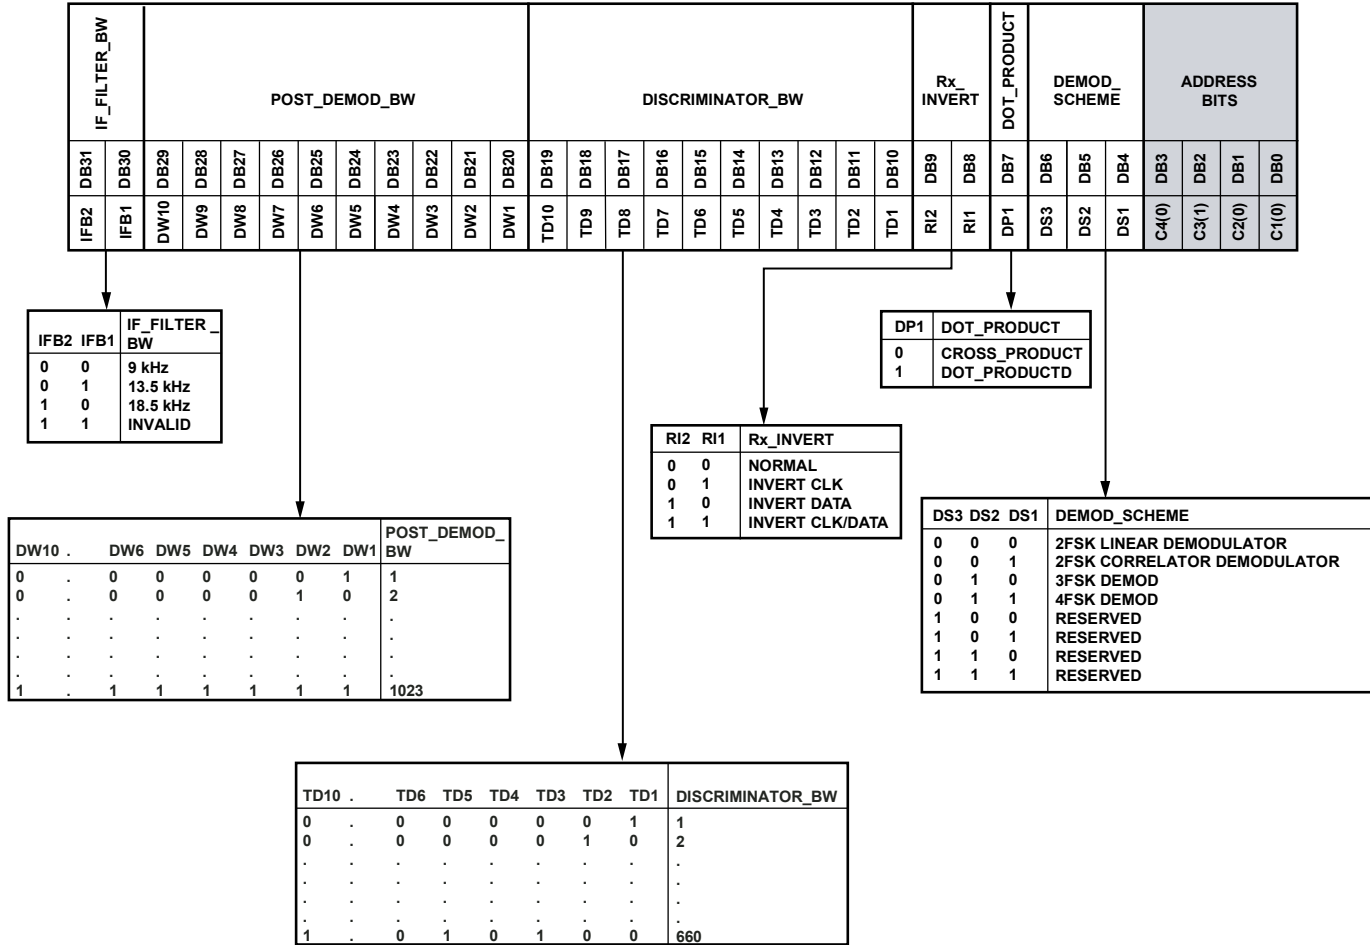 IF_FILTER_BW
POST_DEMOD_BW
DISCRIMINATOR_BW
Rx_
INVERT
DOT_PRODUCT
DEMOD_
SCHEME
ADDRESS
BITS
DB31 DB30 DB29 DB28 DB27 DB26 DB25 DB24 DB23 DB22 DB21 DB20 DB19 DB18 DB17 DB16 DB15 DB14 DB13 DB12 DB11 DB10 DB9 DB8 DB7 DB6 DB5 DB4 DB3 DB2 DB1 DB0
IFB2 IFB1 DW10 DW9 DW8 DW7 DW6 DW5 DW4 DW3 DW2 DW1 TD10 TD9 TD8 TD7 TD6 TD5 TD4 TD3 TD2 TD1 RI2 RI1 DP1 DS3 DS2 DS1 C4(0) C3(1) C2(0) C1(0)
IFB2 IFB1 IF_FILTER_
BW
0 0 9 kHz
0 1 13.5 kHz
1 0 18.5 kHz
1 1 INVALID
DP1 DOT_PRODUCT
0 CROSS_PRODUCT
1 DOT_PRODUCTD
RI2 RI1 Rx_INVERT
0 0 NORMAL
0 1 INVERT CLK
1 0 INVERT DATA
1 1 INVERT CLK/DATA
DS3 DS2 DS1 DEMOD_SCHEME
0 0 0 2FSK LINEAR DEMODULATOR
0 0 1 2FSK CORRELATOR DEMODULATOR
0 1 0 3FSK DEMOD
0 1 1 4FSK DEMOD
1 0 0 RESERVED
1 0 1 RESERVED
1 1 0 RESERVED
1 1 1 RESERVED
DW10 . DW6 DW5 DW4 DW3 DW2 DW1 POST_DEMOD_
BW
0 . 0 0 0 0 0 1 1
0 . 0 0 0 0 1 0 2
. . . . . . . . .
. . . . . . . . .
. . . . . . . . .
. . . . . . . . .
1 . 1 1 1 1 1 1 1023
TD10 . TD6 TD5 TD4 TD3 TD2 TD1 DISCRIMINATOR_BW
0 . 0 0 0 0 0 1 1
0 . 0 0 0 0 1 0 2
. . . . . . . . .
. . . . . . . . .
. . . . . . . . .
. . . . . . . . .
1 . 0 1 0 1 0 0 660